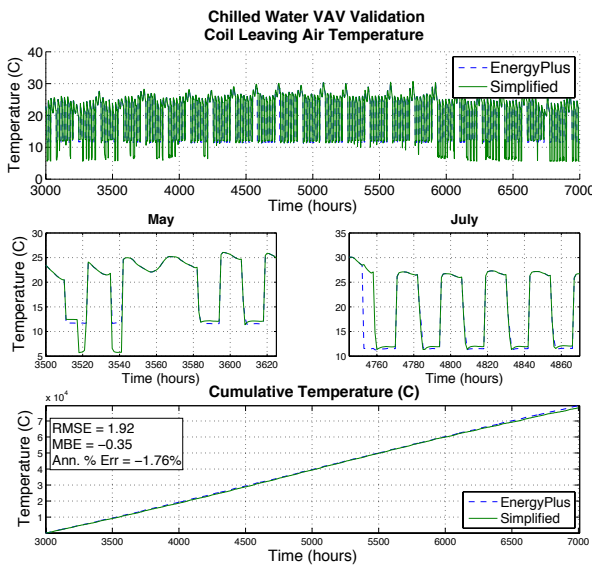 Chilled Water VAV Validation
Coil Leaving Air Temperature
Temperature (C)
40
30
20
10
0
EnergyPlus
Simplified
3000 3500 4000 4500 5000 5500 6000 6500 7000
Time (hours)
May
Temperature (C)
30
25
20
15
10
5
3500 3520 3540 3560 3580 3600 3620
Time (hours)
July
Temperature (C)
35
30
25
20
15
10
4760 4780 4800 4820 4840 4860
Time (hours)
Cumulative Temperature (C)
x 10⁴
Temperature (C)
7
6
5
4
3
2
1
RMSE = 1.92
MBE = −0.35
Ann. % Err = −1.76%
EnergyPlus
Simplified
3000 3500 4000 4500 5000 5500 6000 6500 7000
Time (hours)